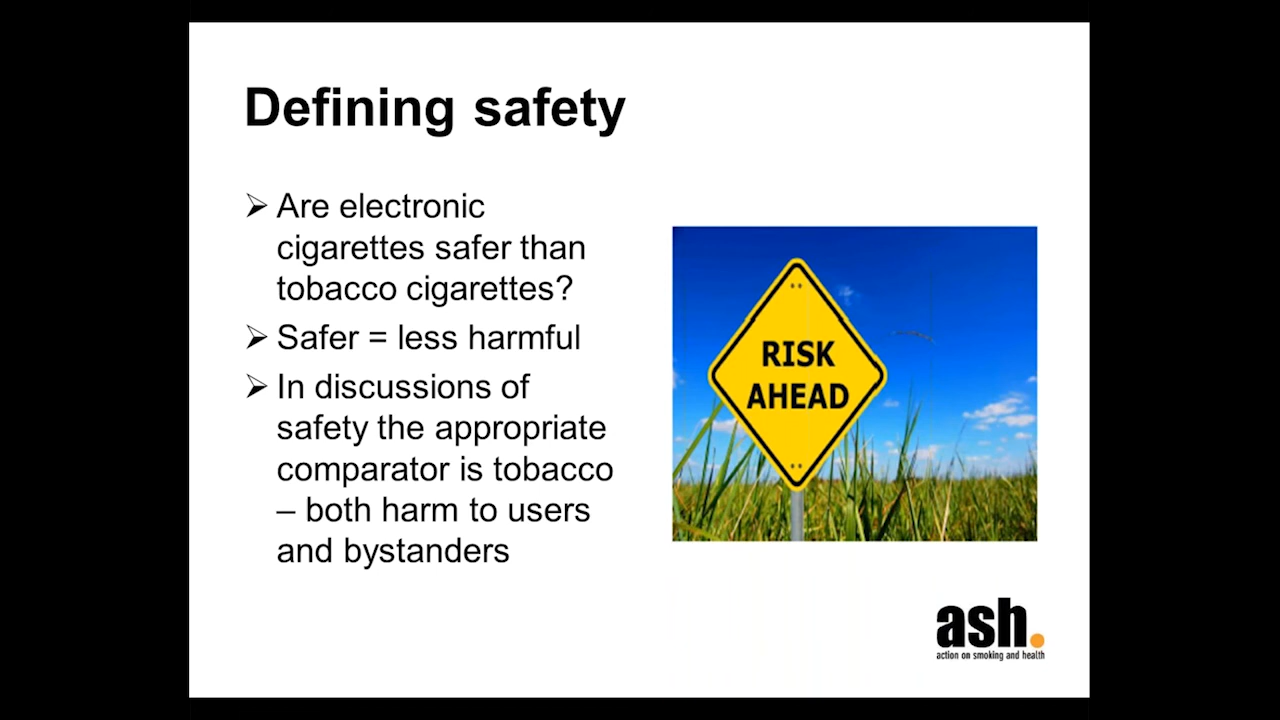 Defining safety
➢ Are electronic
cigarettes safer than
tobacco cigarettes?
➢ Safer = less harmful
➢ In discussions of
safety the appropriate
comparator is tobacco
– both harm to users
and bystanders
RISK
AHEAD
ash.
action on smoking and health